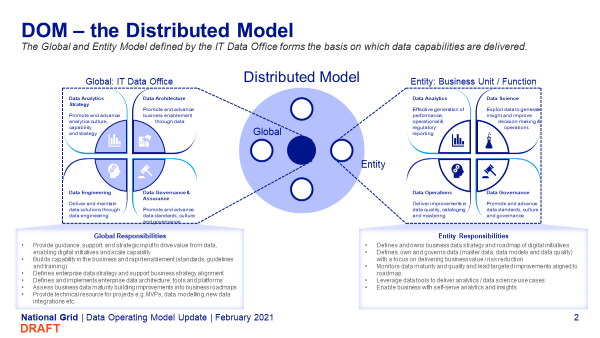 DOM – the Distributed Model
The Global and Entity Model defined by the IT Data Office forms the basis on which data capabilities are delivered.
Global: IT Data Office
Data Analytics
Strategy
Promote and advance
analytics culture,
capability
and strategy
Data Architecture
Promote and advance
business enablement
through data
Data Engineering
Deliver and maintain
data solutions through
data engineering
Data Governance &
Assurance
Promote and advance
data standards, culture
and governance
Distributed Model
Global
Entity
Entity: Business Unit / Function
Data Analytics
Effective generation of
performance,
operational &
regulatory
reporting
Data Science
Exploit data to generate
insight and improve
decision-making &
operations
Data Operations
Deliver improvements in
data quality, cataloging
and mastering
Data Governance
Promote and advance
data standards, culture
and governance
Global Responsibilities
• Provide guidance, support, and strategic input to drive value from data,
enabling digital initiatives and scale capability
• Builds capability in the business and rapid enablement (standards, guidelines
and training)
• Defines enterprise data strategy and support business strategy alignment
• Defines and implements enterprise data architecture, tools and platforms
• Assess business data maturity building improvements into business roadmaps
• Provide technical resource for projects e.g. MVPs, data modelling, new data
integrations etc.
Entity Responsibilities
• Defines and owns business data strategy and roadmap of digital initiatives
• Defines, own and governs data (master data, data models and data quality)
with a focus on delivering business value / risk reduction
• Monitors data maturity and quality and lead targeted improvements aligned to
roadmap
• Leverage data tools to deliver analytics / data science use cases
• Enable business with self-serve analytics and insights
National Grid | Data Operating Model Update | February 2021
2
DRAFT